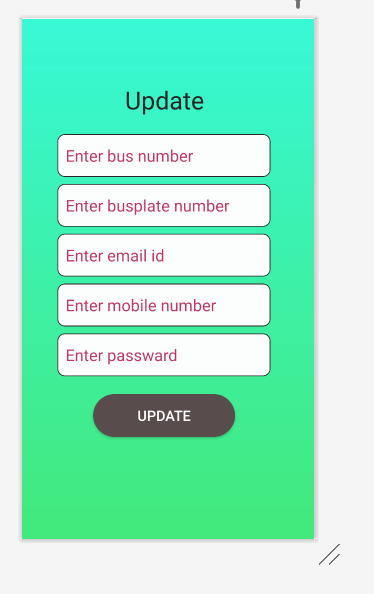 Update
Enter bus number
Enter busplate number
Enter email id
Enter mobile number
Enter passward
UPDATE